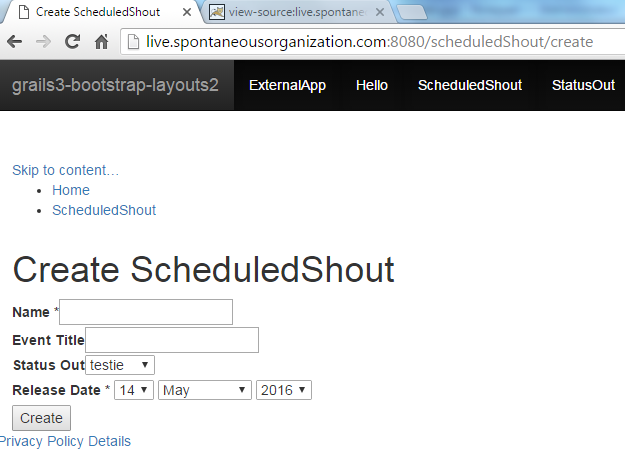 Create ScheduledShout view-source:live.spontane
live.spontaneousorganization.com:8080/scheduledShout/create
grails3-bootstrap-layouts2 ExternalApp Hello ScheduledShout StatusOut
Skip to content…
Home
ScheduledShout
Create ScheduledShout
Name *
Event Title
Status Out testie
Release Date * 14 May 2016
Create
Privacy Policy Details